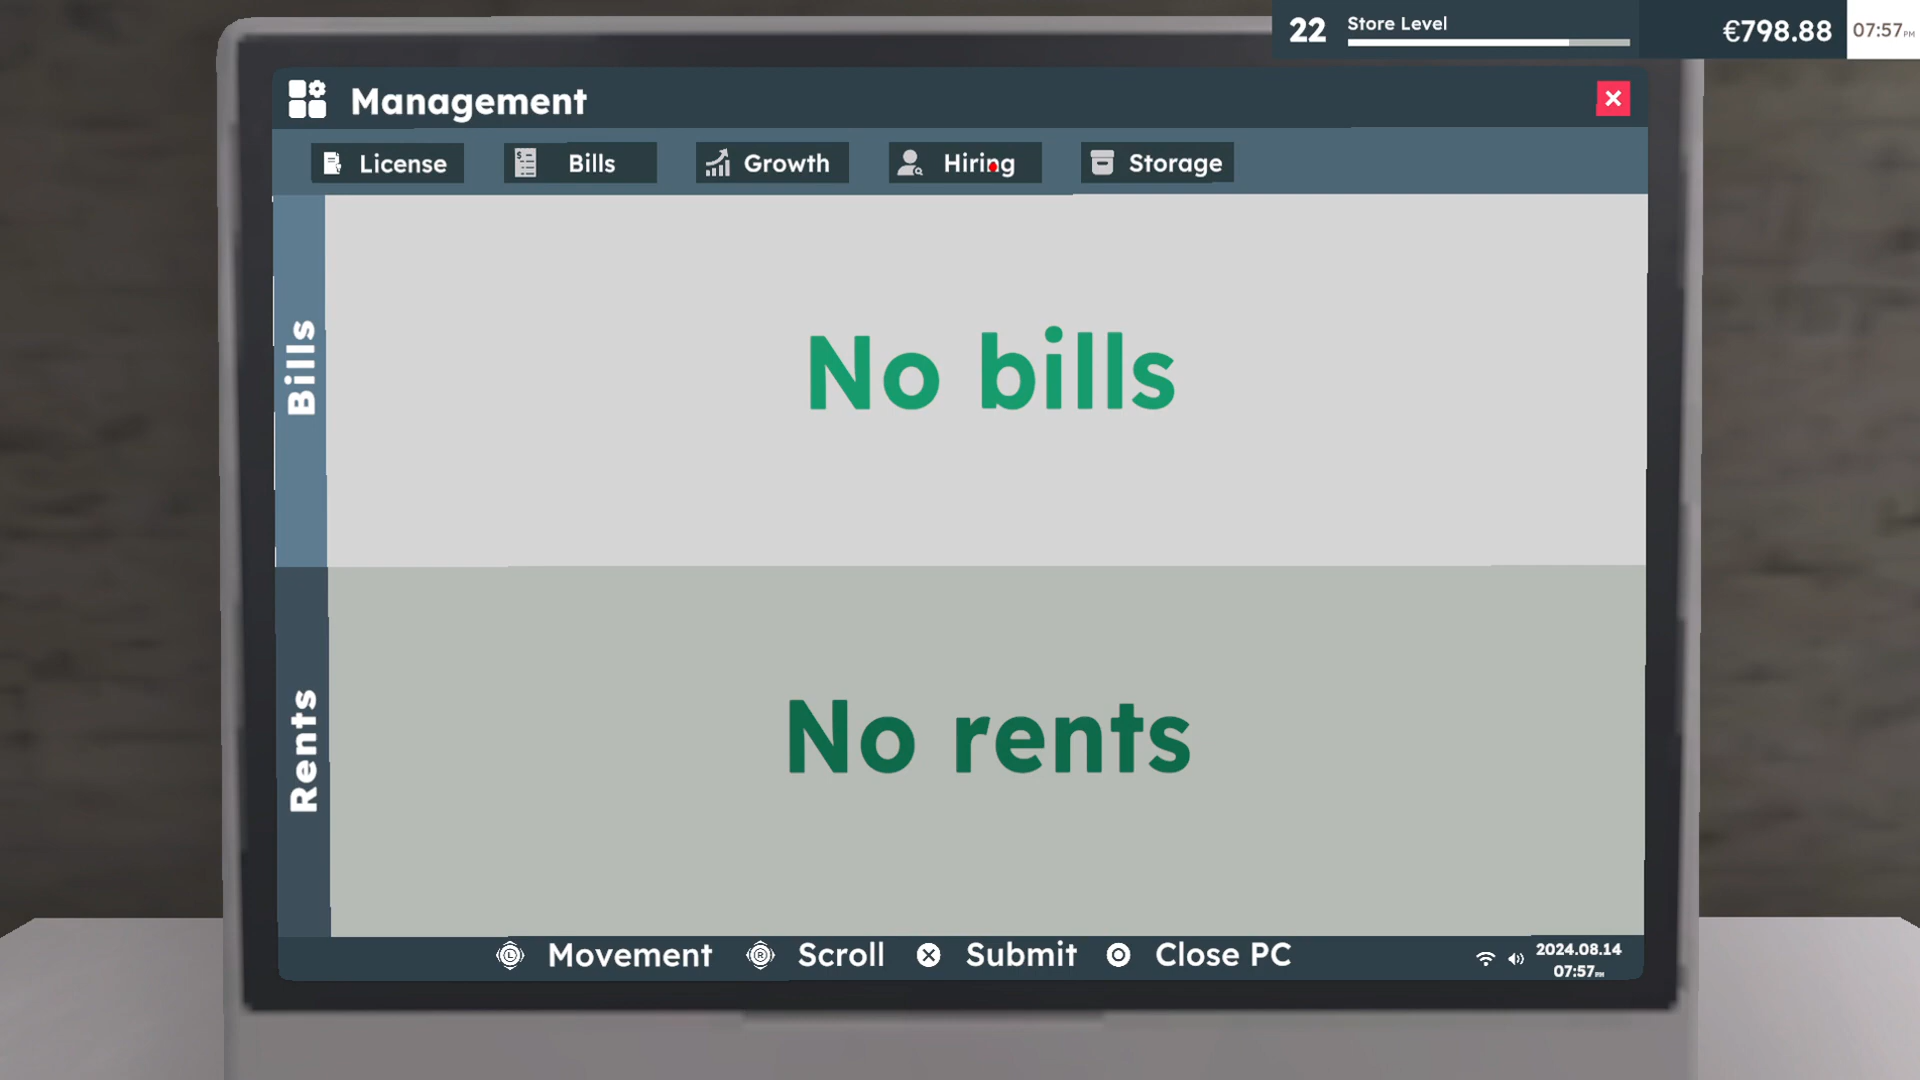 22 Store Level €798.88 07:57PM
Management
License Bills Growth Hiring Storage
Bills
No bills
Rents
No rents
Movement Scroll Submit Close PC
2024.08.14
07:57PM